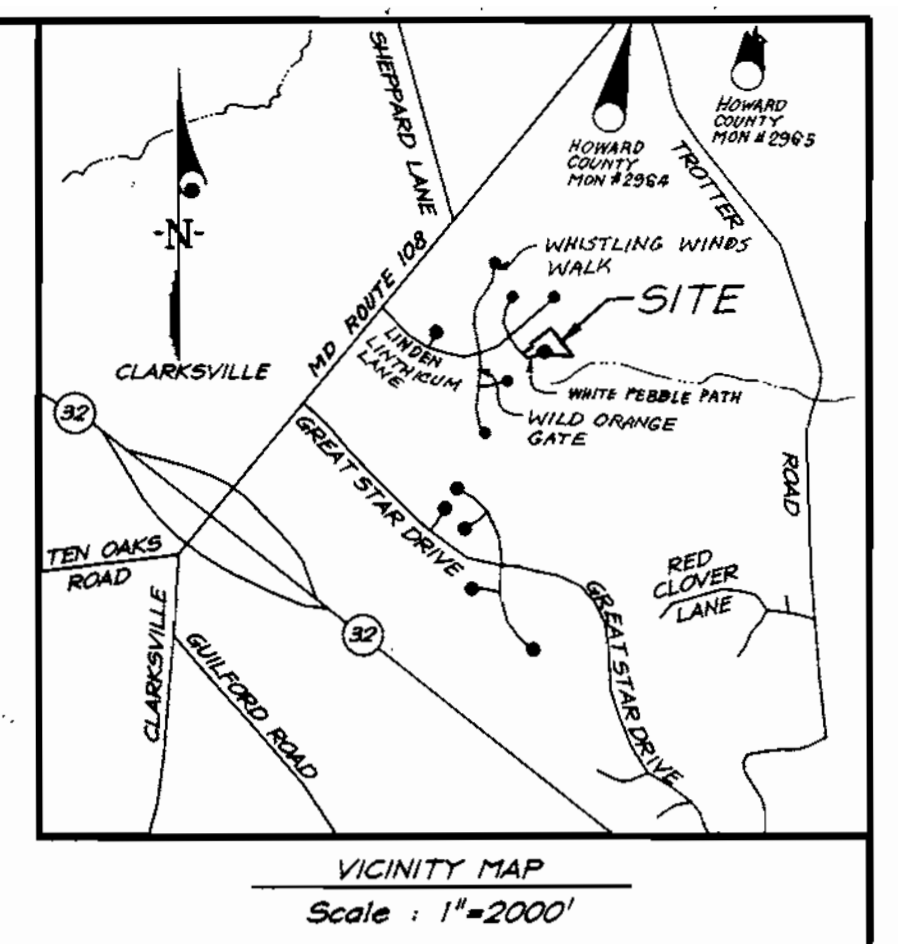 SHEPPARD LANE
HOWARD
COUNTY
MON #2965
HOWARD
COUNTY
MON #2964
TROTTER
-N-
WHISTLING WINDS
WALK
MD ROUTE 108
SITE
LINDEN
LINTHICUM
LANE
CLARKSVILLE
WHITE PEBBLE PATH
32
WILD ORANGE
GATE
GREAT STAR DRIVE
ROAD
TEN OAKS
ROAD
RED
CLOVER
LANE
GREAT STAR DRIVE
32
CLARKSVILLE
GUILFORD ROAD
VICINITY MAP
Scale : 1"=2000'